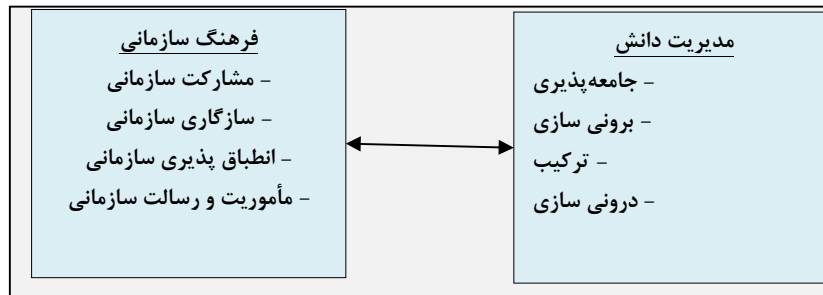 مدیریت دانش
- جامعه‌پذیری
- برونی سازی
- ترکیب
- درونی سازی
فرهنگ سازمانی
- مشارکت سازمانی
- سازگاری سازمانی
- انطباق پذیری سازمانی
- مأموریت و رسالت سازمانی